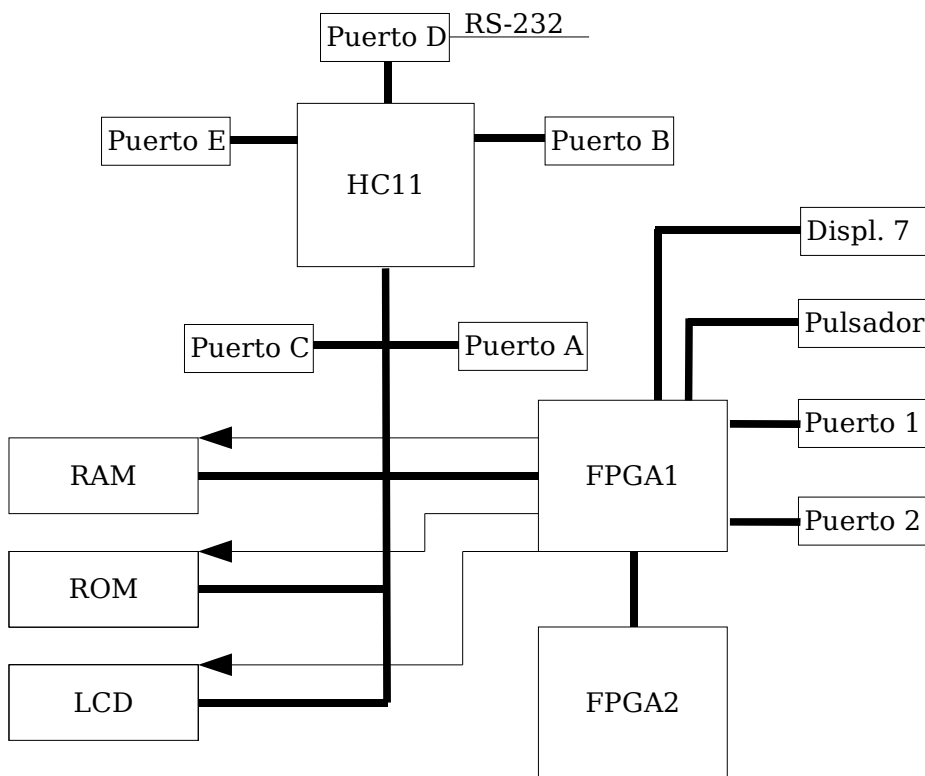 Puerto D
RS-232
Puerto E
Puerto B
HC11
Displ. 7
Pulsador
Puerto C
Puerto A
Puerto 1
RAM
FPGA1
Puerto 2
ROM
LCD
FPGA2